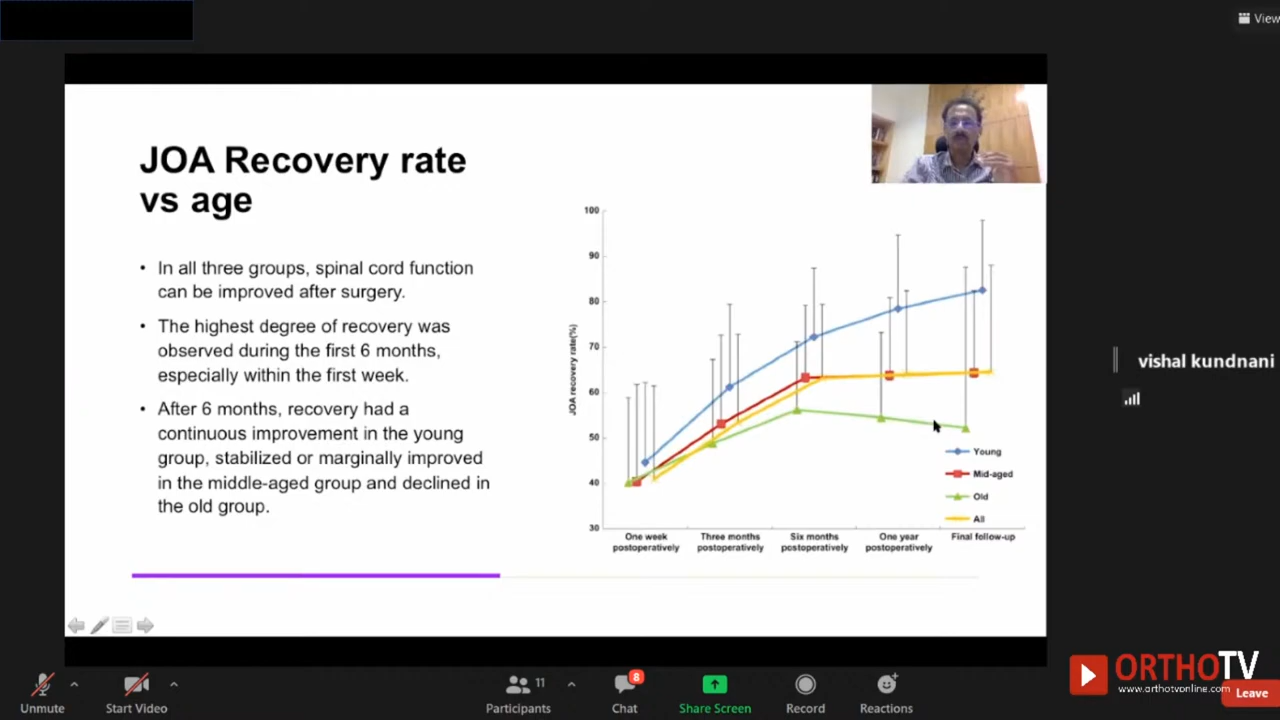 View
JOA Recovery rate
vs age
• In all three groups, spinal cord function
can be improved after surgery.
• The highest degree of recovery was
observed during the first 6 months,
especially within the first week.
• After 6 months, recovery had a
continuous improvement in the young
group, stabilized or marginally improved
in the middle-aged group and declined in
the old group.
JOA recovery rate(%)
100
90
80
70
60
50
40
30
One week
postoperatively
Three months
postoperatively
Six months
postoperatively
One year
postoperatively
Final follow-up
Young
Mid-aged
Old
All
vishal kundnani
Unmute
Start Video
11
Participants
8
Chat
Share Screen
Record
Reactions
ORTHOTV
www.orthotvonline.com
Leave